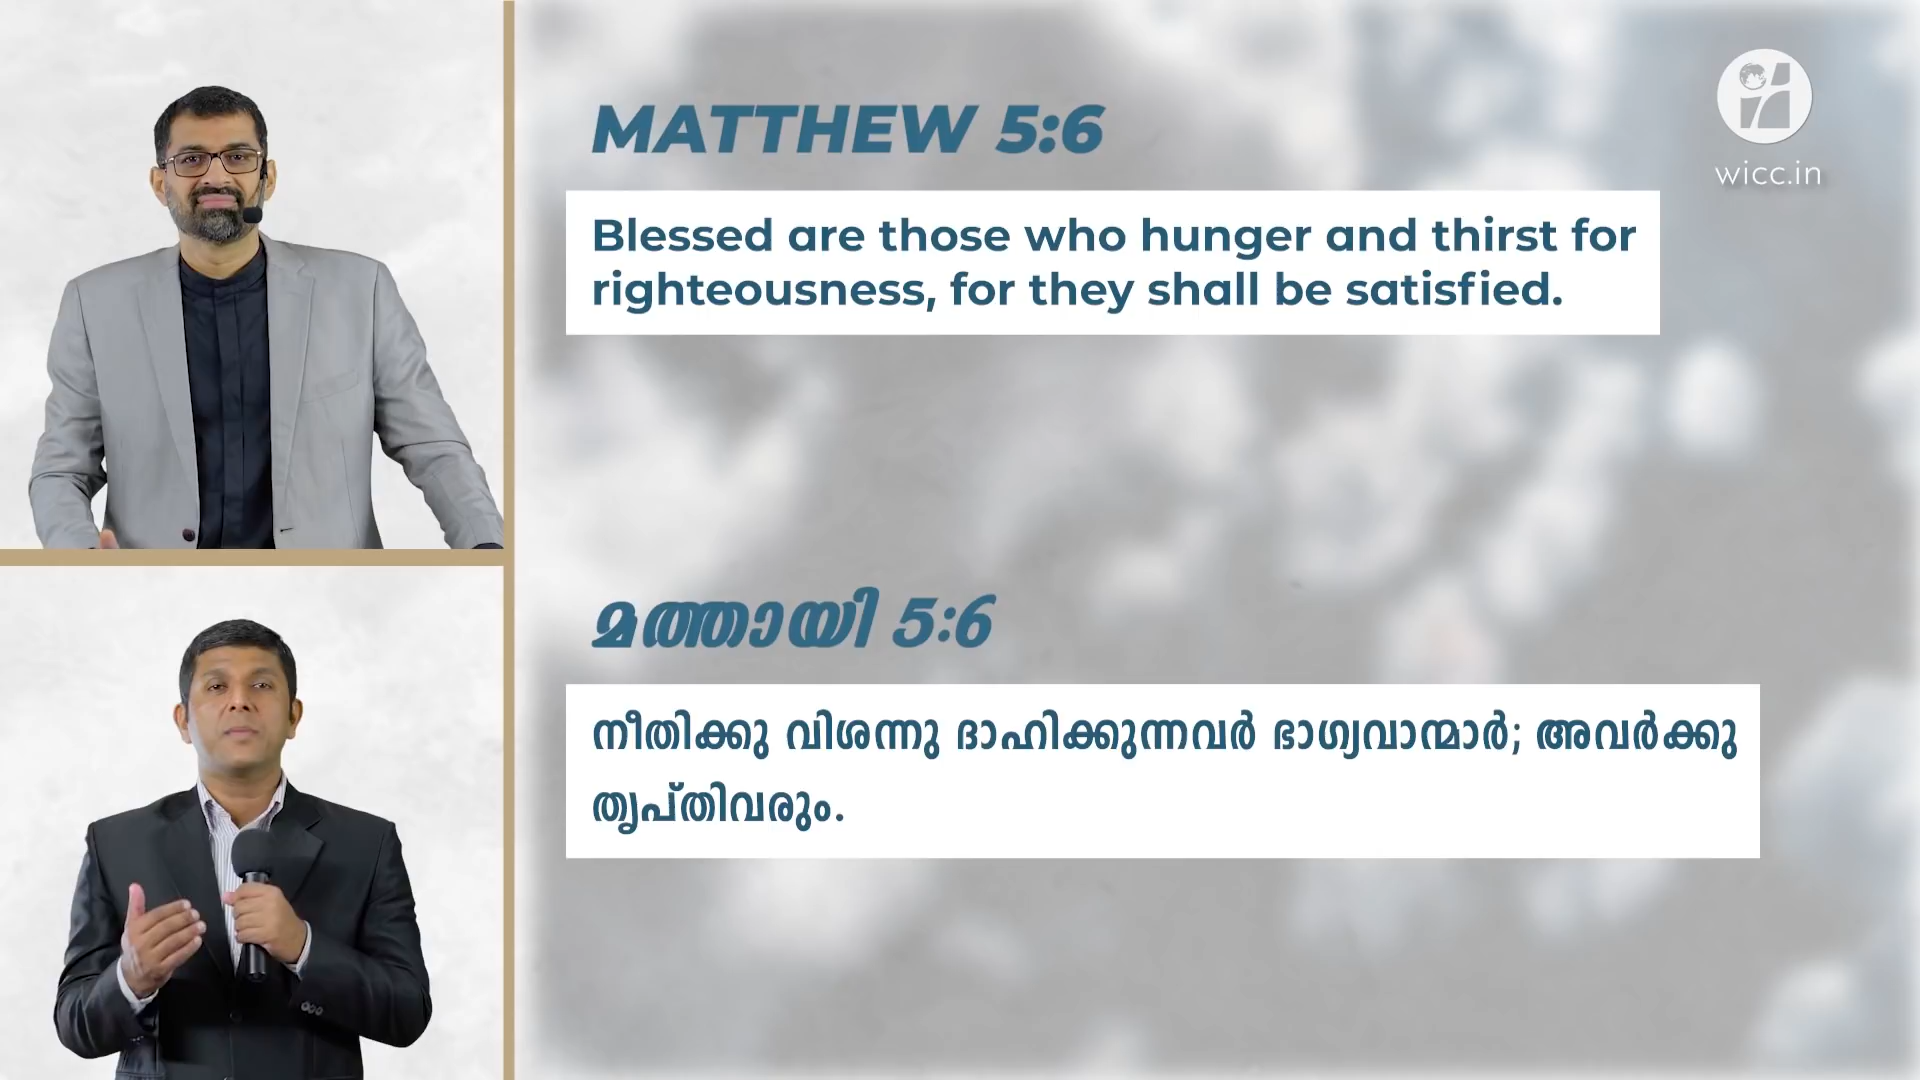 MATTHEW 5:6
Blessed are those who hunger and thirst for
righteousness, for they shall be satisfied.
wicc.in
മത്തായി 5:6
നീതിക്കു വിശന്നു ദാഹിക്കുന്നവർ ഭാഗ്യവാന്മാർ; അവർക്കു
തൃപ്തിവരും.